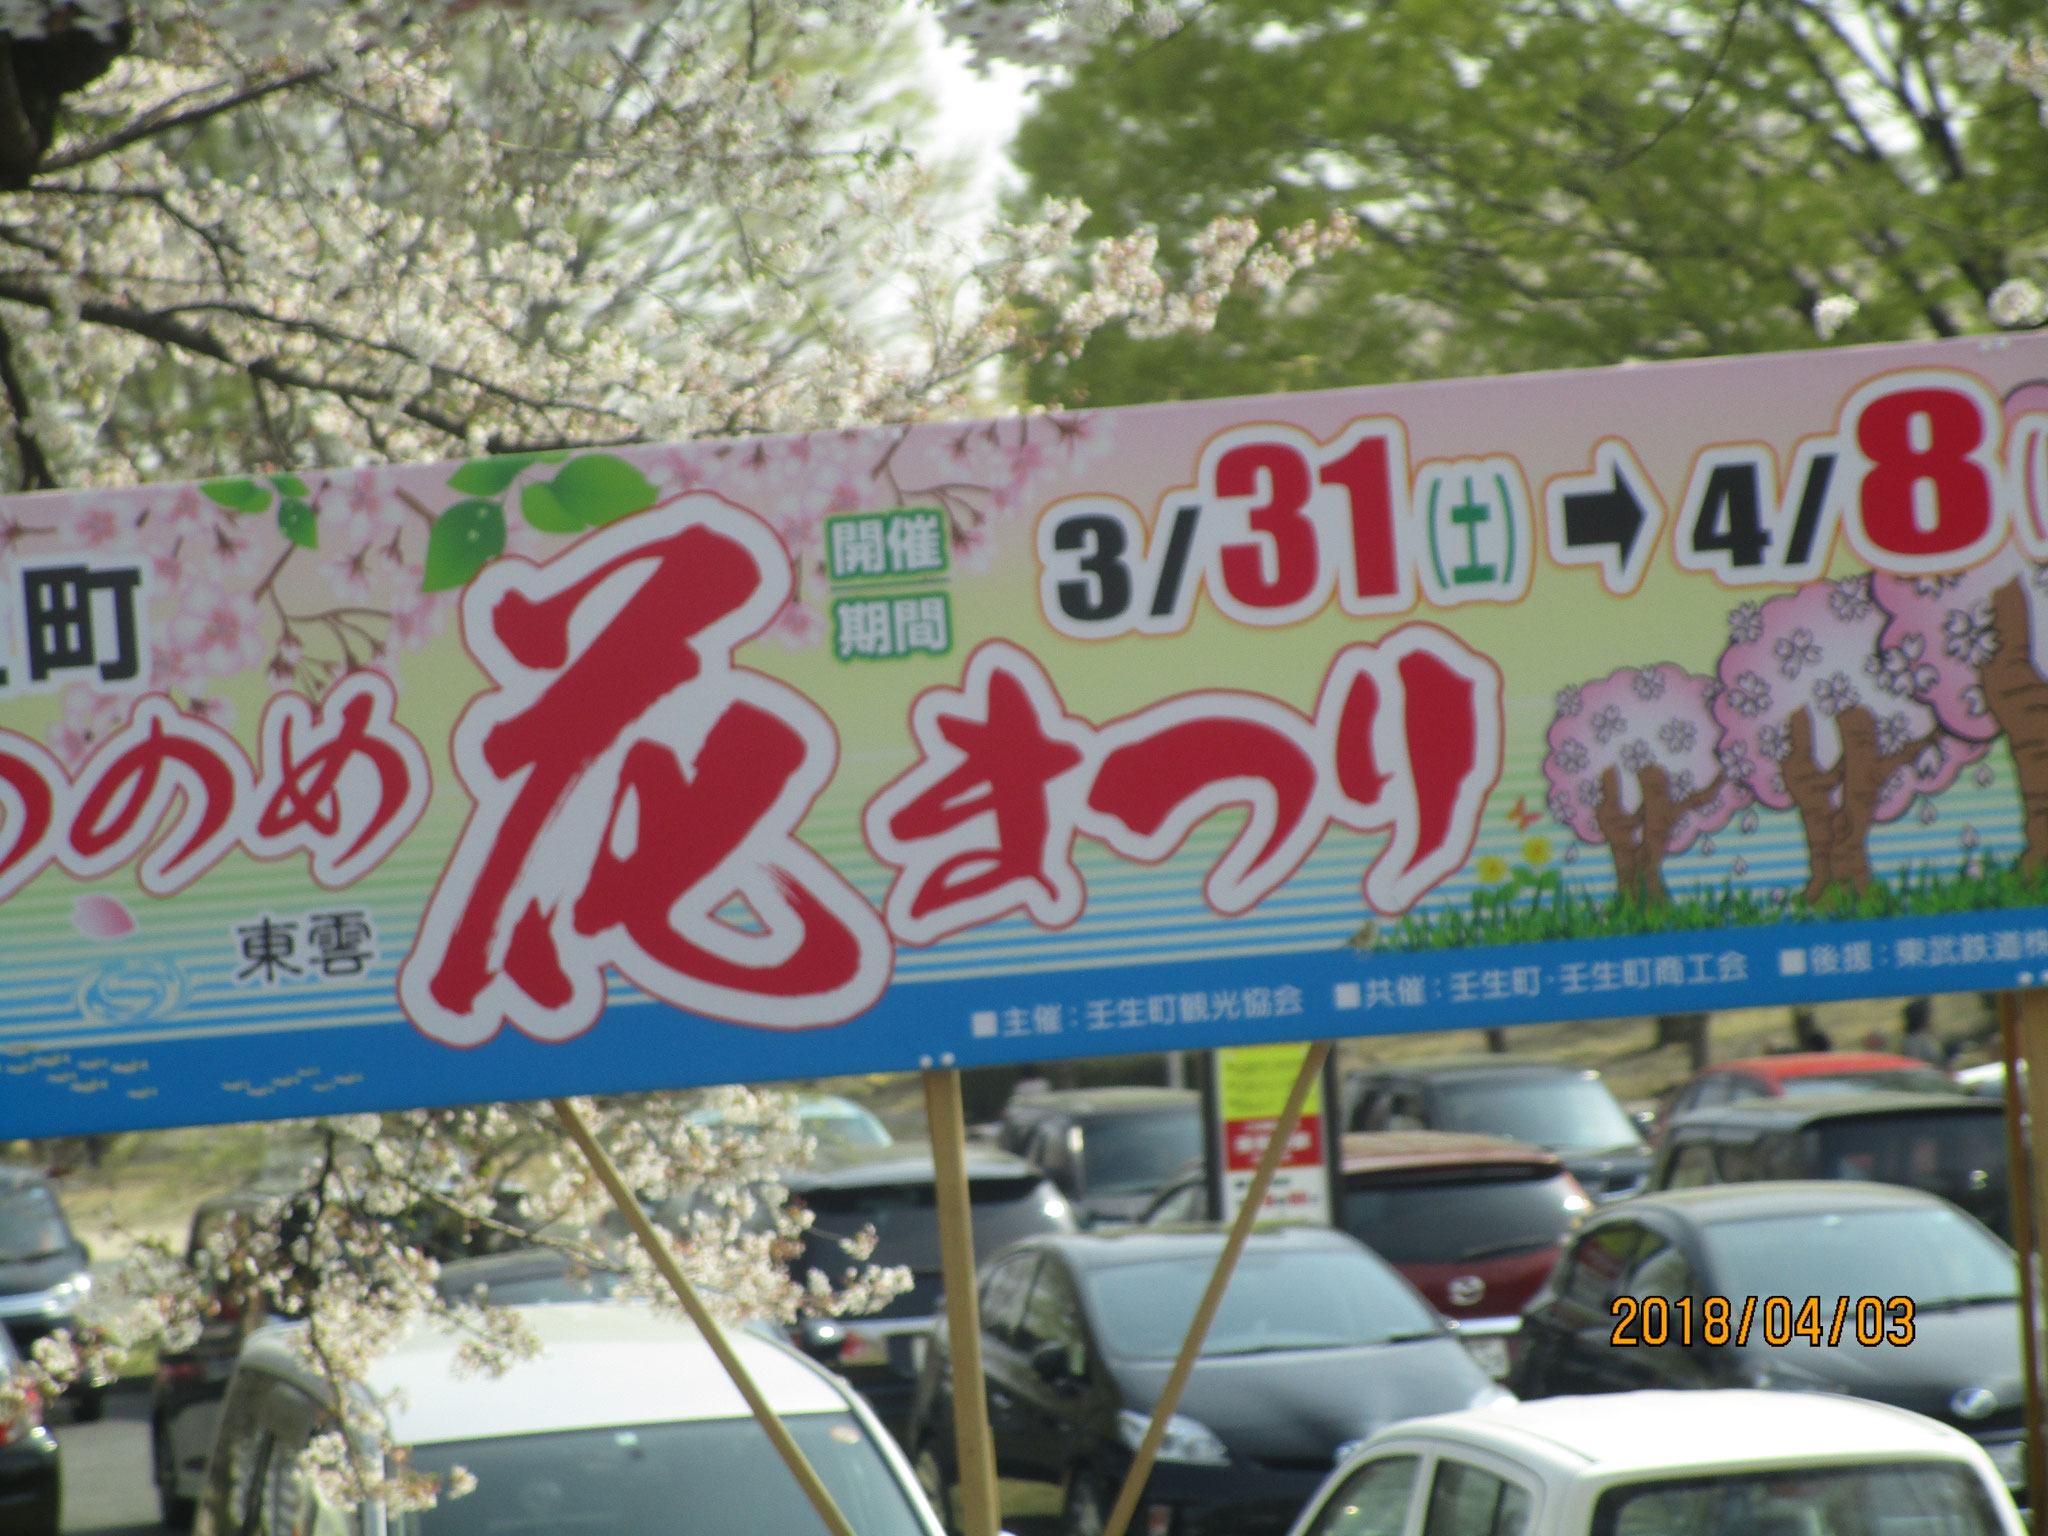 町
のめ
東雲
花まつり
開催
期間
3/31(土)➡4/8(
■主催：壬生町観光協会 ■共催：壬生町・壬生町商工会 ■後援：東武鉄道株
2018/04/03